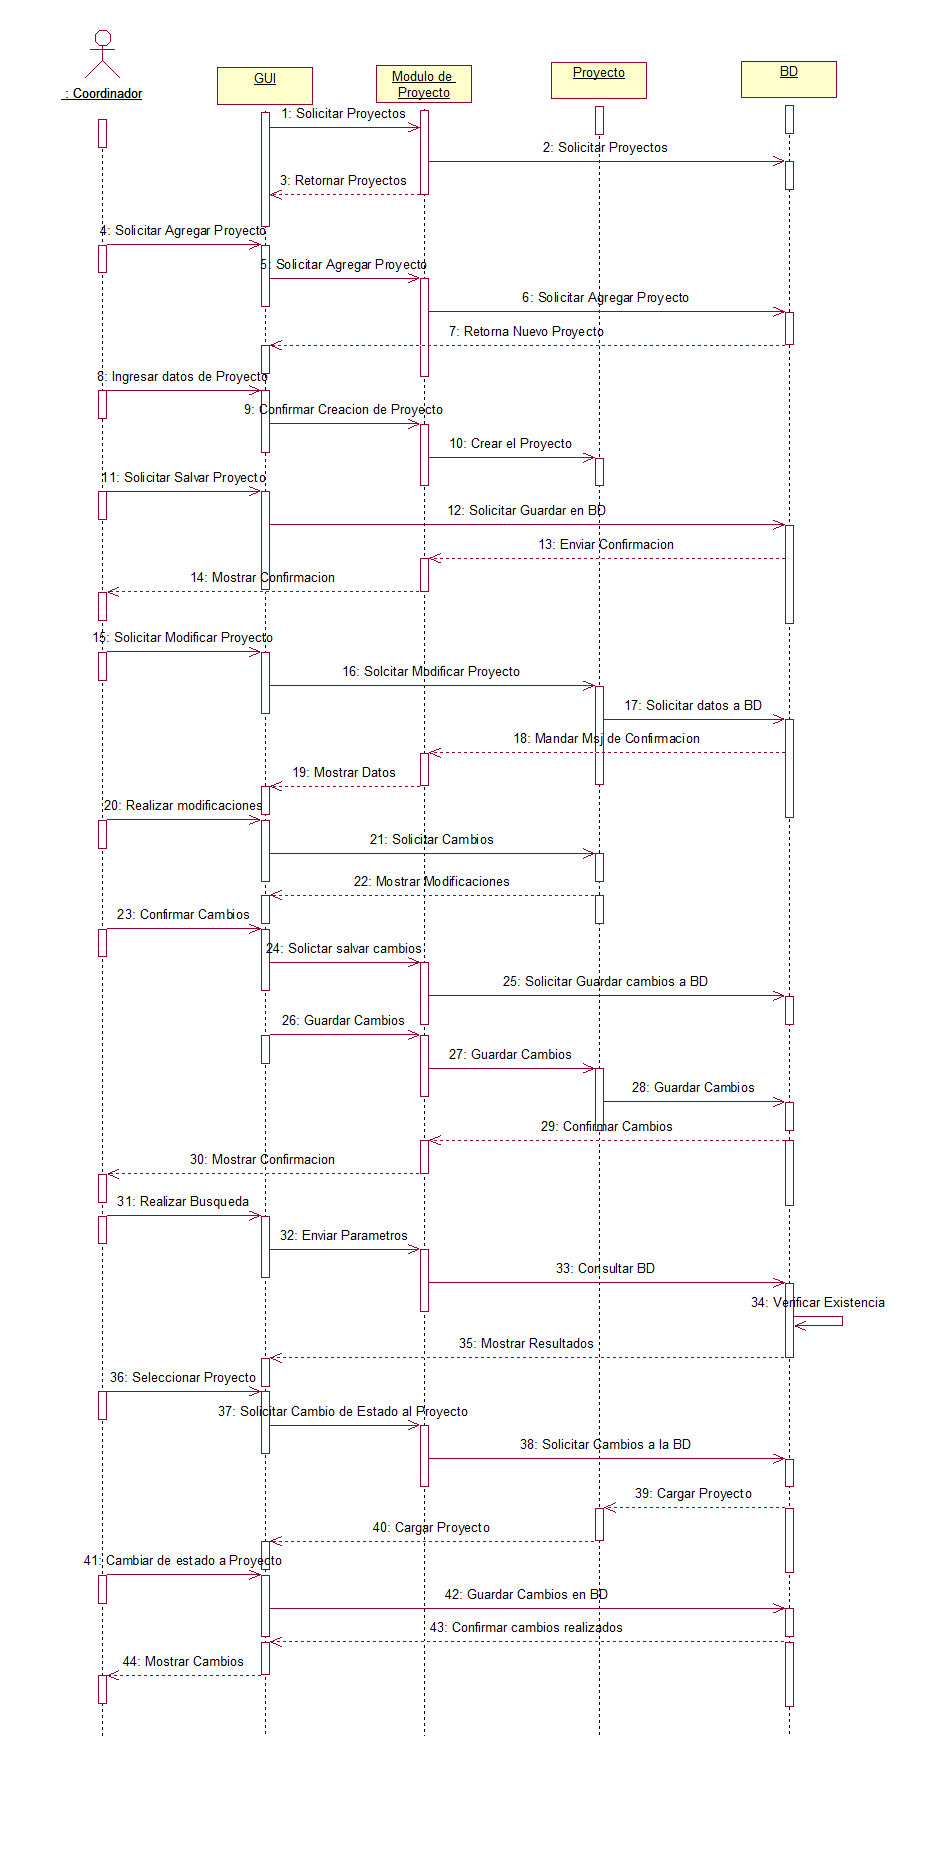 : Coordinador
GUI
Modulo de
Proyecto
Proyecto
BD
1: Solicitar Proyectos
2: Solicitar Proyectos
3: Retornar Proyectos
4: Solicitar Agregar Proyecto
5: Solicitar Agregar Proyecto
6: Solicitar Agregar Proyecto
7: Retorna Nuevo Proyecto
8: Ingresar datos de Proyecto
9: Confirmar Creacion de Proyecto
10: Crear el Proyecto
11: Solicitar Salvar Proyecto
12: Solicitar Guardar en BD
13: Enviar Confirmacion
14: Mostrar Confirmacion
15: Solicitar Modificar Proyecto
16: Solcitar Modificar Proyecto
17: Solicitar datos a BD
18: Mandar Msj de Confirmacion
19: Mostrar Datos
20: Realizar modificaciones
21: Solicitar Cambios
22: Mostrar Modificaciones
23: Confirmar Cambios
24: Solictar salvar cambios
25: Solicitar Guardar cambios a BD
26: Guardar Cambios
27: Guardar Cambios
28: Guardar Cambios
29: Confirmar Cambios
30: Mostrar Confirmacion
31: Realizar Busqueda
32: Enviar Parametros
33: Consultar BD
34: Verificar Existencia
35: Mostrar Resultados
36: Seleccionar Proyecto
37: Solicitar Cambio de Estado al Proyecto
38: Solicitar Cambios a la BD
39: Cargar Proyecto
40: Cargar Proyecto
41: Cambiar de estado a Proyecto
42: Guardar Cambios en BD
43: Confirmar cambios realizados
44: Mostrar Cambios